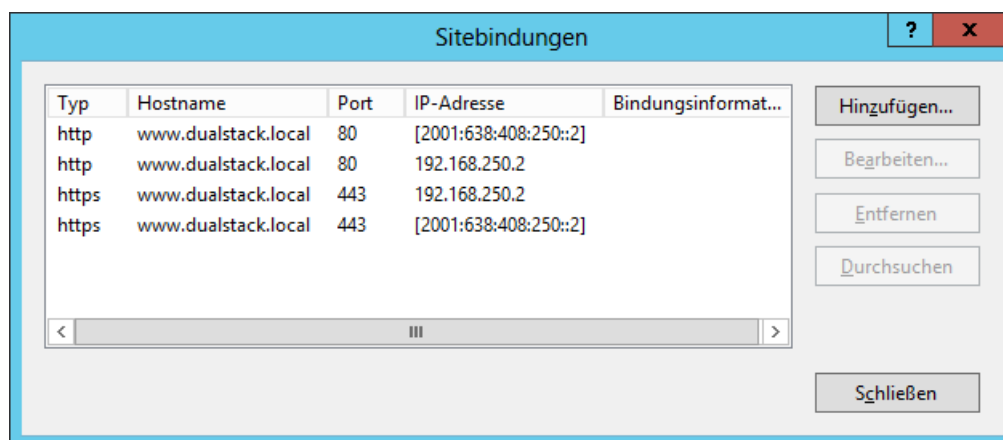 Sitebindungen
? x
Typ Hostname Port IP-Adresse Bindungsinformat...
http www.dualstack.local 80 [2001:638:408:250::2]
http www.dualstack.local 80 192.168.250.2
https www.dualstack.local 443 192.168.250.2
https www.dualstack.local 443 [2001:638:408:250::2]
Hinzufügen...
Bearbeiten...
Entfernen
Durchsuchen
Schließen